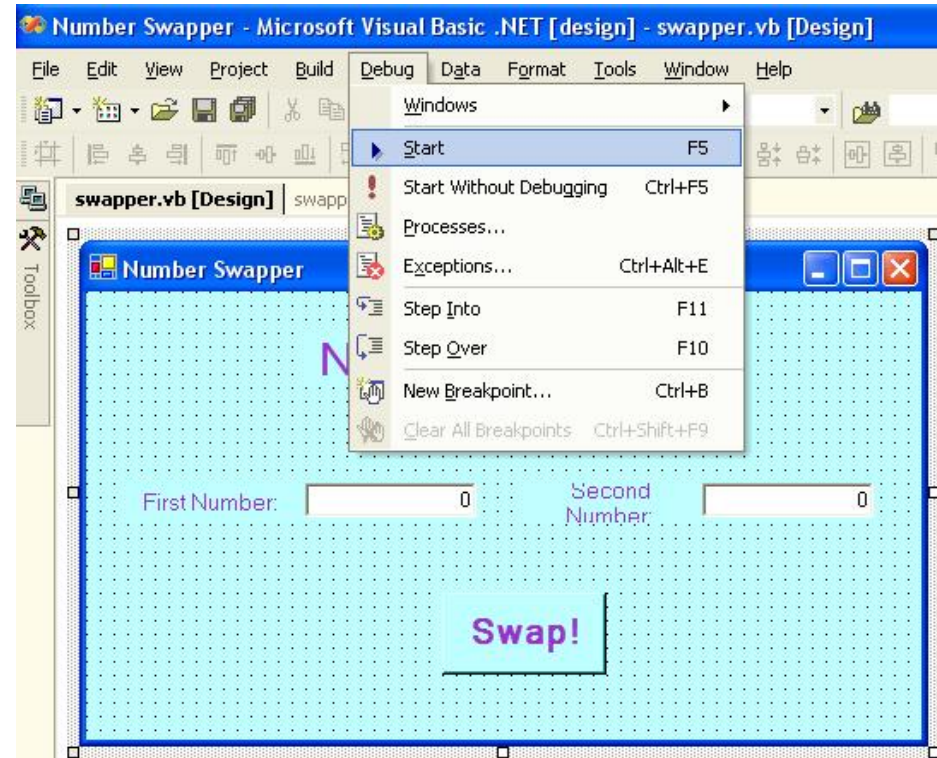 Number Swapper - Microsoft Visual Basic .NET [design] - swapper.vb [Design]
File Edit View Project Build Debug Data Format Tools Window Help
Windows
Start F5
Start Without Debugging Ctrl+F5
Processes...
Exceptions... Ctrl+Alt+E
Step Into F11
Step Over F10
New Breakpoint... Ctrl+B
Clear All Breakpoints Ctrl+Shift+F9
swapper.vb [Design] swapp
Toolbox
Number Swapper
N
First Number: 0
Second
Number: 0
Swap!